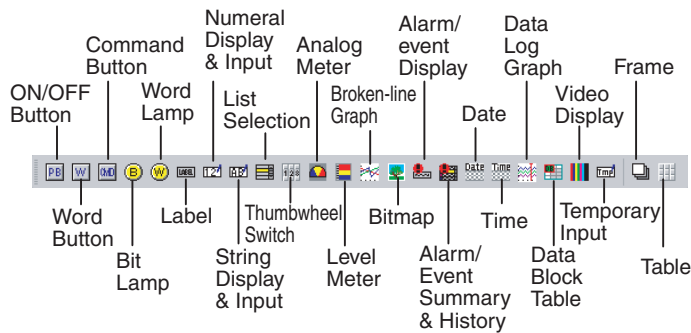 Numeral
Display
& Input
Command
Button
ON/OFF
Button
Word
Lamp
List
Selection
Analog
Meter
Broken-line
Graph
Alarm/
event
Display
Date
Data
Log
Graph
Video
Display
Frame
PB
W
CMD
B
W
LABEL
123
AB
123
Date
Time
Tmp
Word
Button
Bit
Lamp
Label
String
Display
& Input
Thumbwheel
Switch
Level
Meter
Bitmap
Alarm/
Event
Summary
& History
Time
Data
Block
Table
Temporary
Input
Table